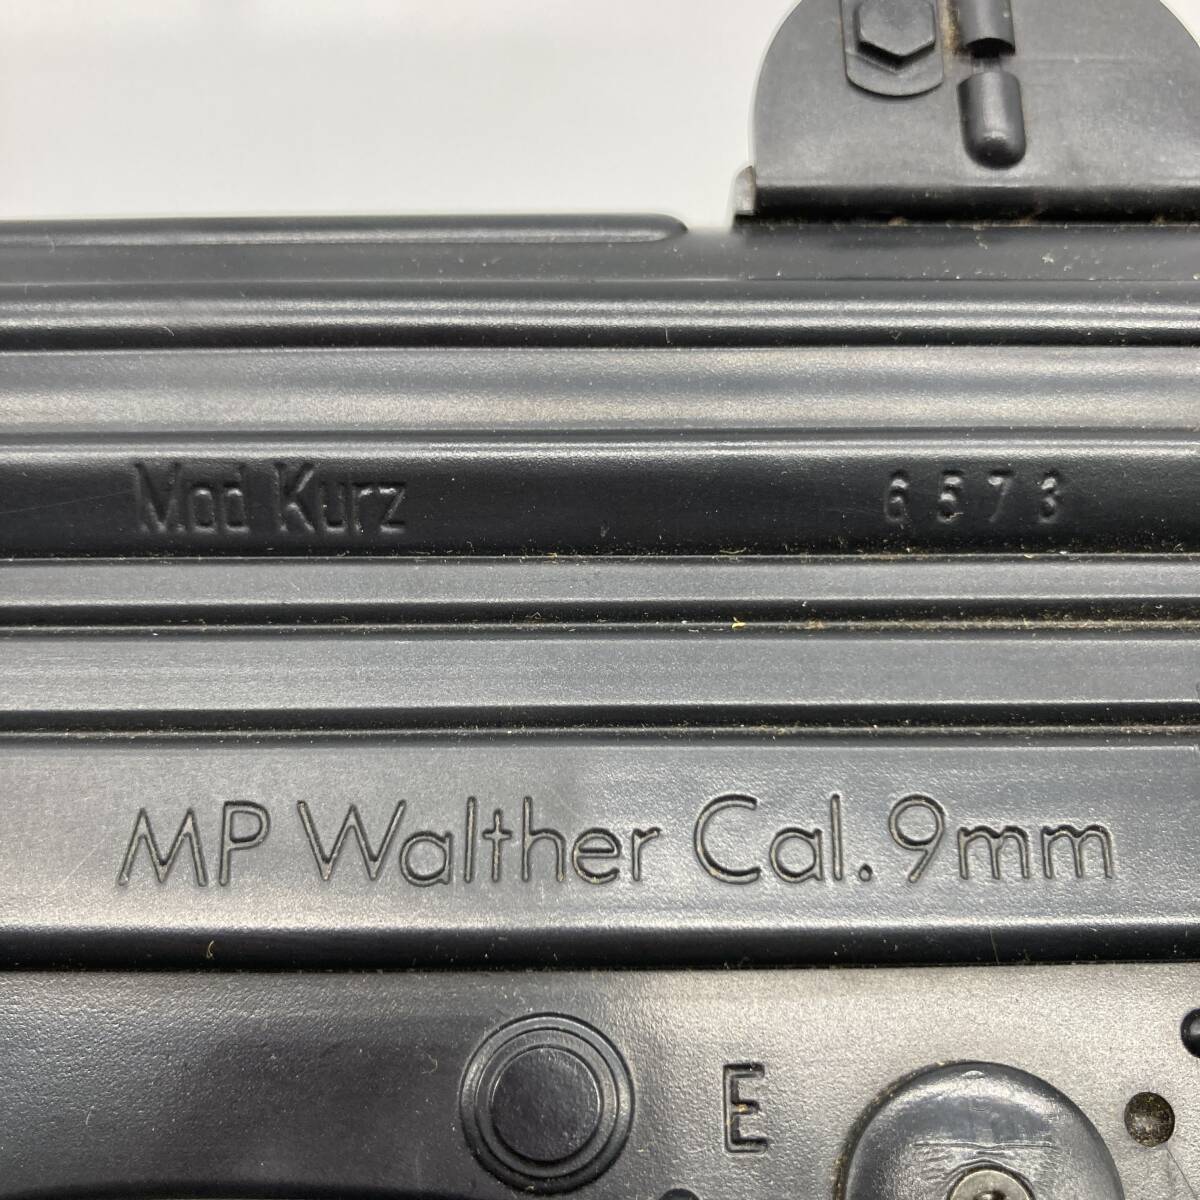 Mod Kurz 6573
MP Walther Cal. 9mm
E